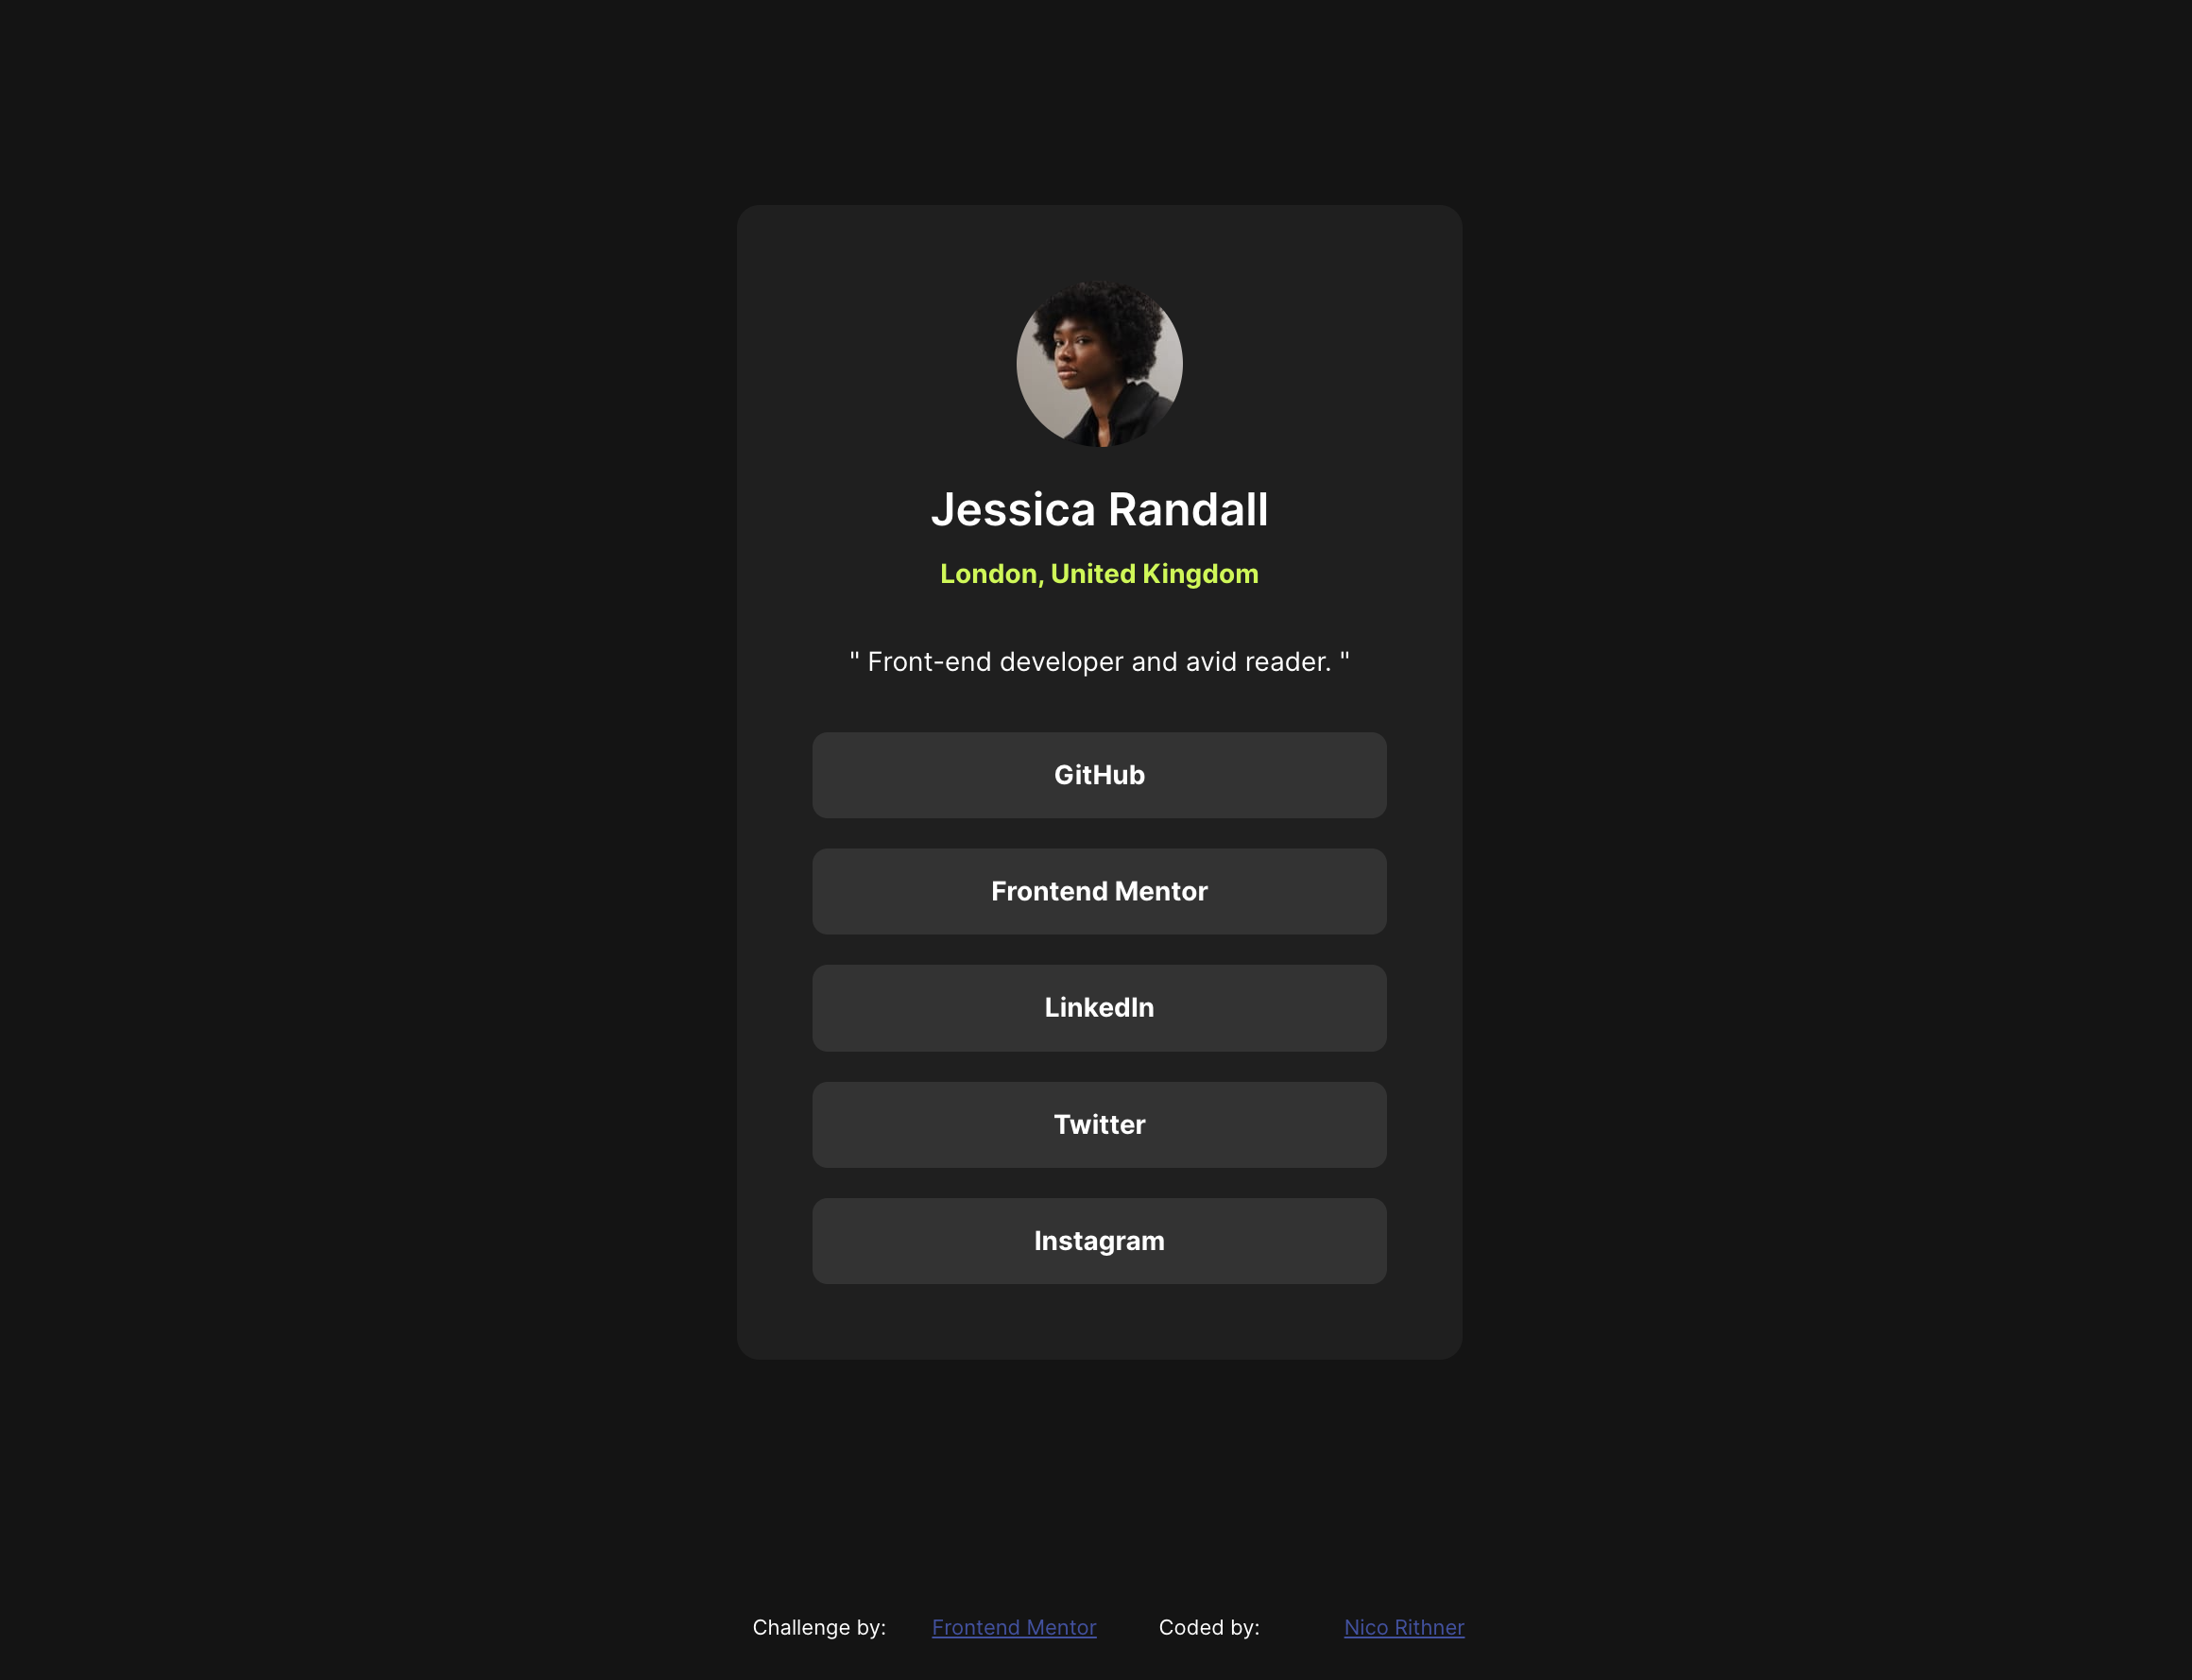 Jessica Randall
London, United Kingdom
" Front-end developer and avid reader. "
GitHub
Frontend Mentor
LinkedIn
Twitter
Instagram
Challenge by: Frontend Mentor Coded by: Nico Rithner